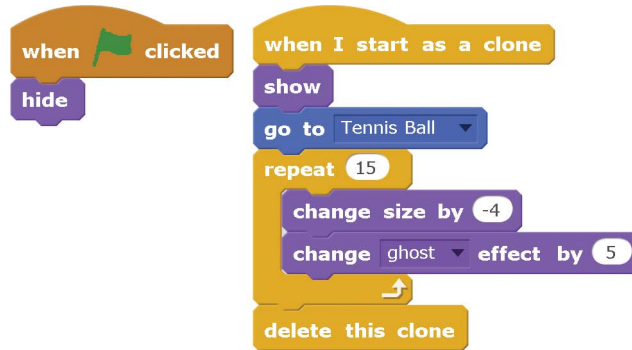 when clicked
hide
when I start as a clone
show
go to Tennis Ball
repeat 15
change size by -4
change ghost effect by 5
delete this clone